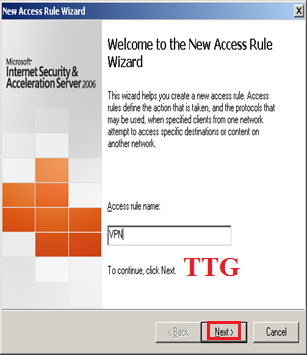 New Access Rule Wizard
Microsoft
Internet Security &
Acceleration Server 2006
Welcome to the New Access Rule
Wizard
This wizard helps you create a new access rule. Access
rules define the action that is taken, and the protocols that
may be used, when specified clients from one network
attempt to access specific destinations or content on
another network.
Access rule name:
VPN
To continue, click Next.
TTG
< Back
Next >
Cancel